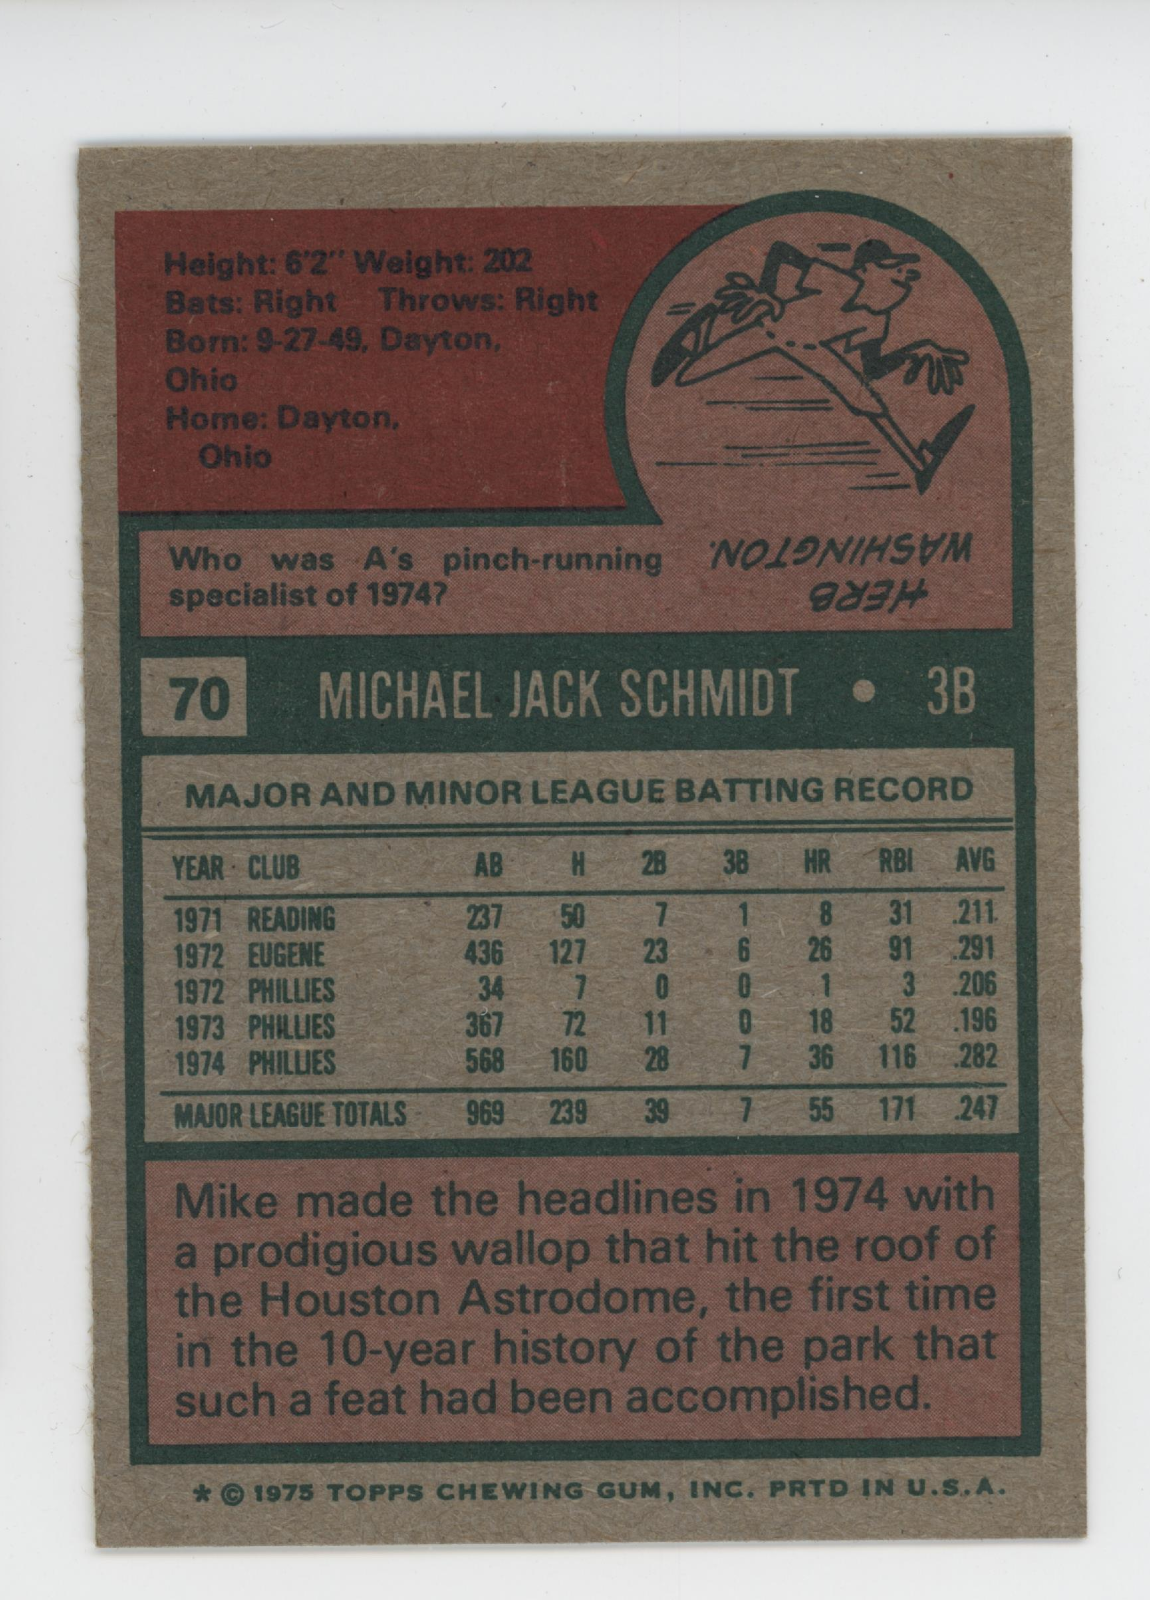 Height: 6'2" Weight: 202
Bats: Right Throws: Right
Born: 9-27-49, Dayton,
Ohio
Home: Dayton,
Ohio
Who was A's pinch-running
specialist of 1974?
HERB
WASHINGTON.
70 MICHAEL JACK SCHMIDT • 3B
MAJOR AND MINOR LEAGUE BATTING RECORD
YEAR CLUB AB H 2B 3B HR RBI AVG
1971 READING 237 50 7 1 8 31 .211
1972 EUGENE 436 127 23 6 26 91 .291
1972 PHILLIES 34 7 0 0 1 3 .206
1973 PHILLIES 367 72 11 0 18 52 .196
1974 PHILLIES 568 160 28 7 36 116 .282
MAJOR LEAGUE TOTALS 969 239 39 7 55 171 .247
Mike made the headlines in 1974 with
a prodigious wallop that hit the roof of
the Houston Astrodome, the first time
in the 10-year history of the park that
such a feat had been accomplished.
* © 1975 TOPPS CHEWING GUM, INC. PRTD IN U.S.A.